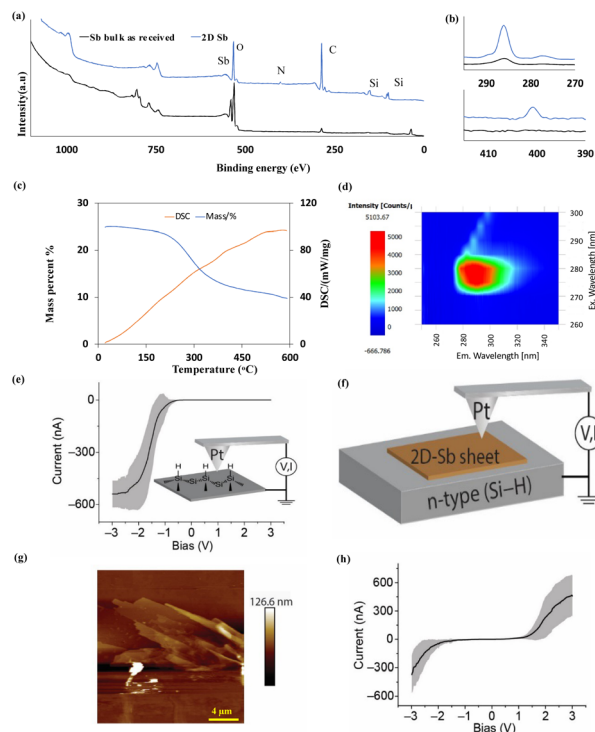 (a)
Sb bulk as received
2D Sb
Sb
O
N
C
Si
Si
Intensity(a.u)
1000
750
500
250
0
Binding energy (eV)
(b)
290
280
270
410
400
390
(c)
DSC
Mass/%
30
20
10
0
Mass percent %
100
80
60
40
20
0
DSC/(mW/mg)
0
150
300
450
600
Temperature (°C)
(d)
Intensity [Counts/
5103.67
5000
4000
3000
2000
1000
0
-666.786
300
290
280
270
260
Ex. Wavelength [nm]
260
280
300
320
340
Em. Wavelength [nm]
(e)
0
−300
−600
Current (nA)
−3
−2
−1
0
1
2
3
Bias (V)
Pt
V,I
H
H
H
Si
Si
Si
Si
Si
(f)
Pt
V,I
2D-Sb sheet
n-type (Si–H)
(g)
126.6 nm
4 µm
(h)
600
300
0
−300
−600
Current (nA)
−3
−2
−1
0
1
2
3
Bias (V)